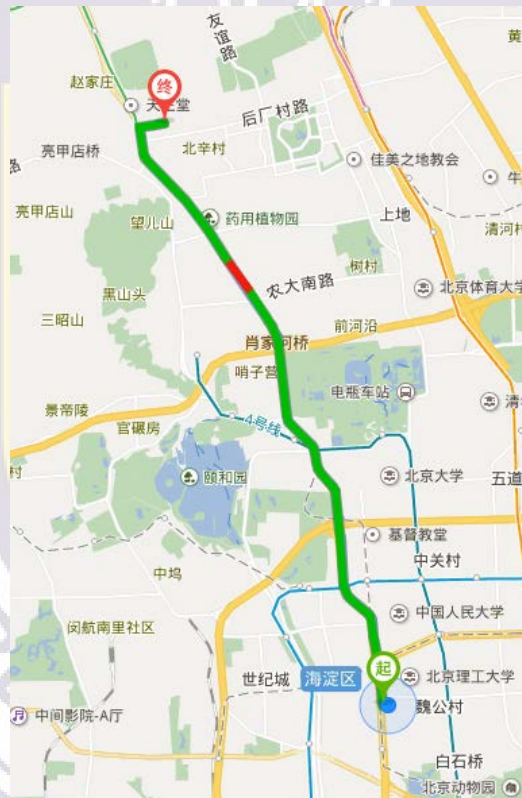 友谊路
黄
赵家庄
终
后厂村路
北辛村
路
亮甲店桥
佳美之地教会
牛
亮甲店山
望儿山
药用植物园
上地
清河村
树村
黑山头
农大南路
北京体育大学
三昭山
前河沿
肖家河桥
哨子营
电瓶车站
清华
景帝陵
官碾房
4号线
村
颐和园
北京大学
五道
基督教堂
中坞
中关村
中国人民大学
闵航南里社区
起
世纪城
海淀区
北京理工大学
中间影院-A厅
魏公村
白石桥
北京动物园